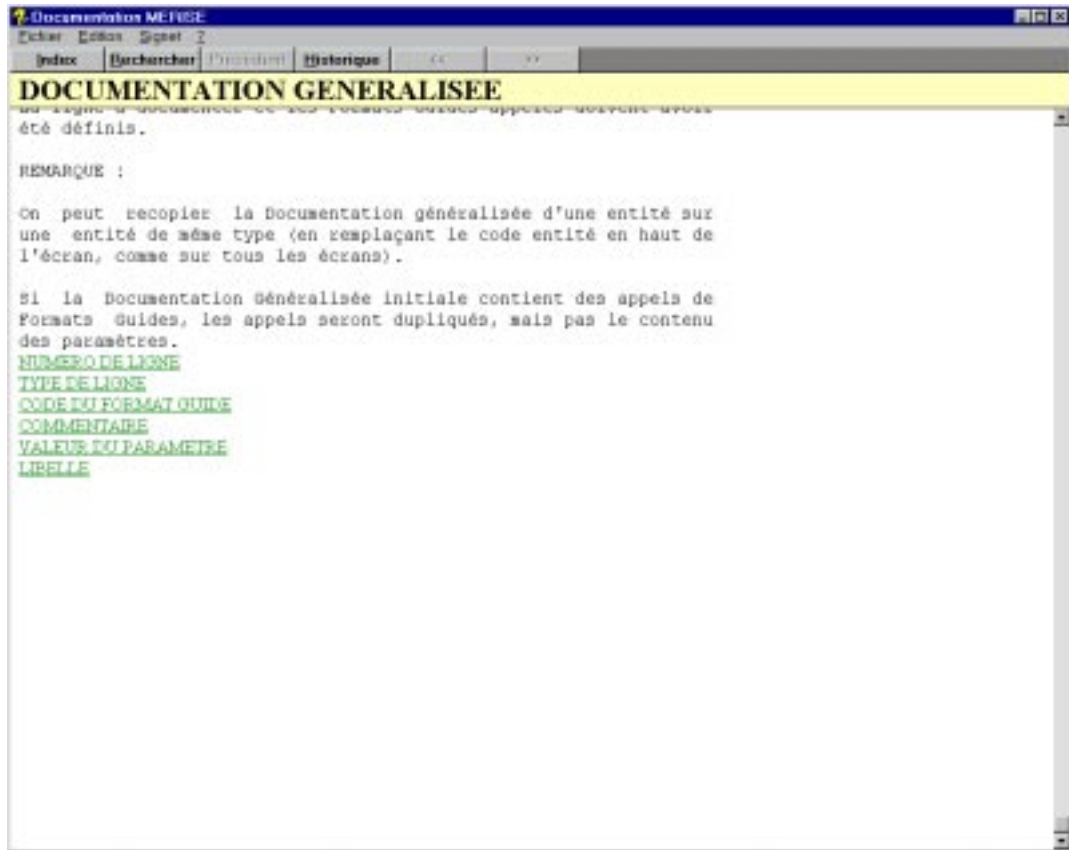 Documentation MERISE
Fichier Edition Signet ?
Index Rechercher Précédent Historique << >>
DOCUMENTATION GENERALISEE
été définis.
REMARQUE :
On peut recopier la Documentation généralisée d'une entité sur
une entité de même type (en remplaçant le code entité en haut de
l'écran, comme sur tous les écrans).
Si la Documentation Généralisée initiale contient des appels de
Formats Guides, les appels seront dupliqués, mais pas le contenu
des paramètres.
NUMERO DE LIGNE
TYPE DE LIGNE
CODE DU FORMAT GUIDE
COMMENTAIRE
VALEUR DU PARAMETRE
LIBELLE